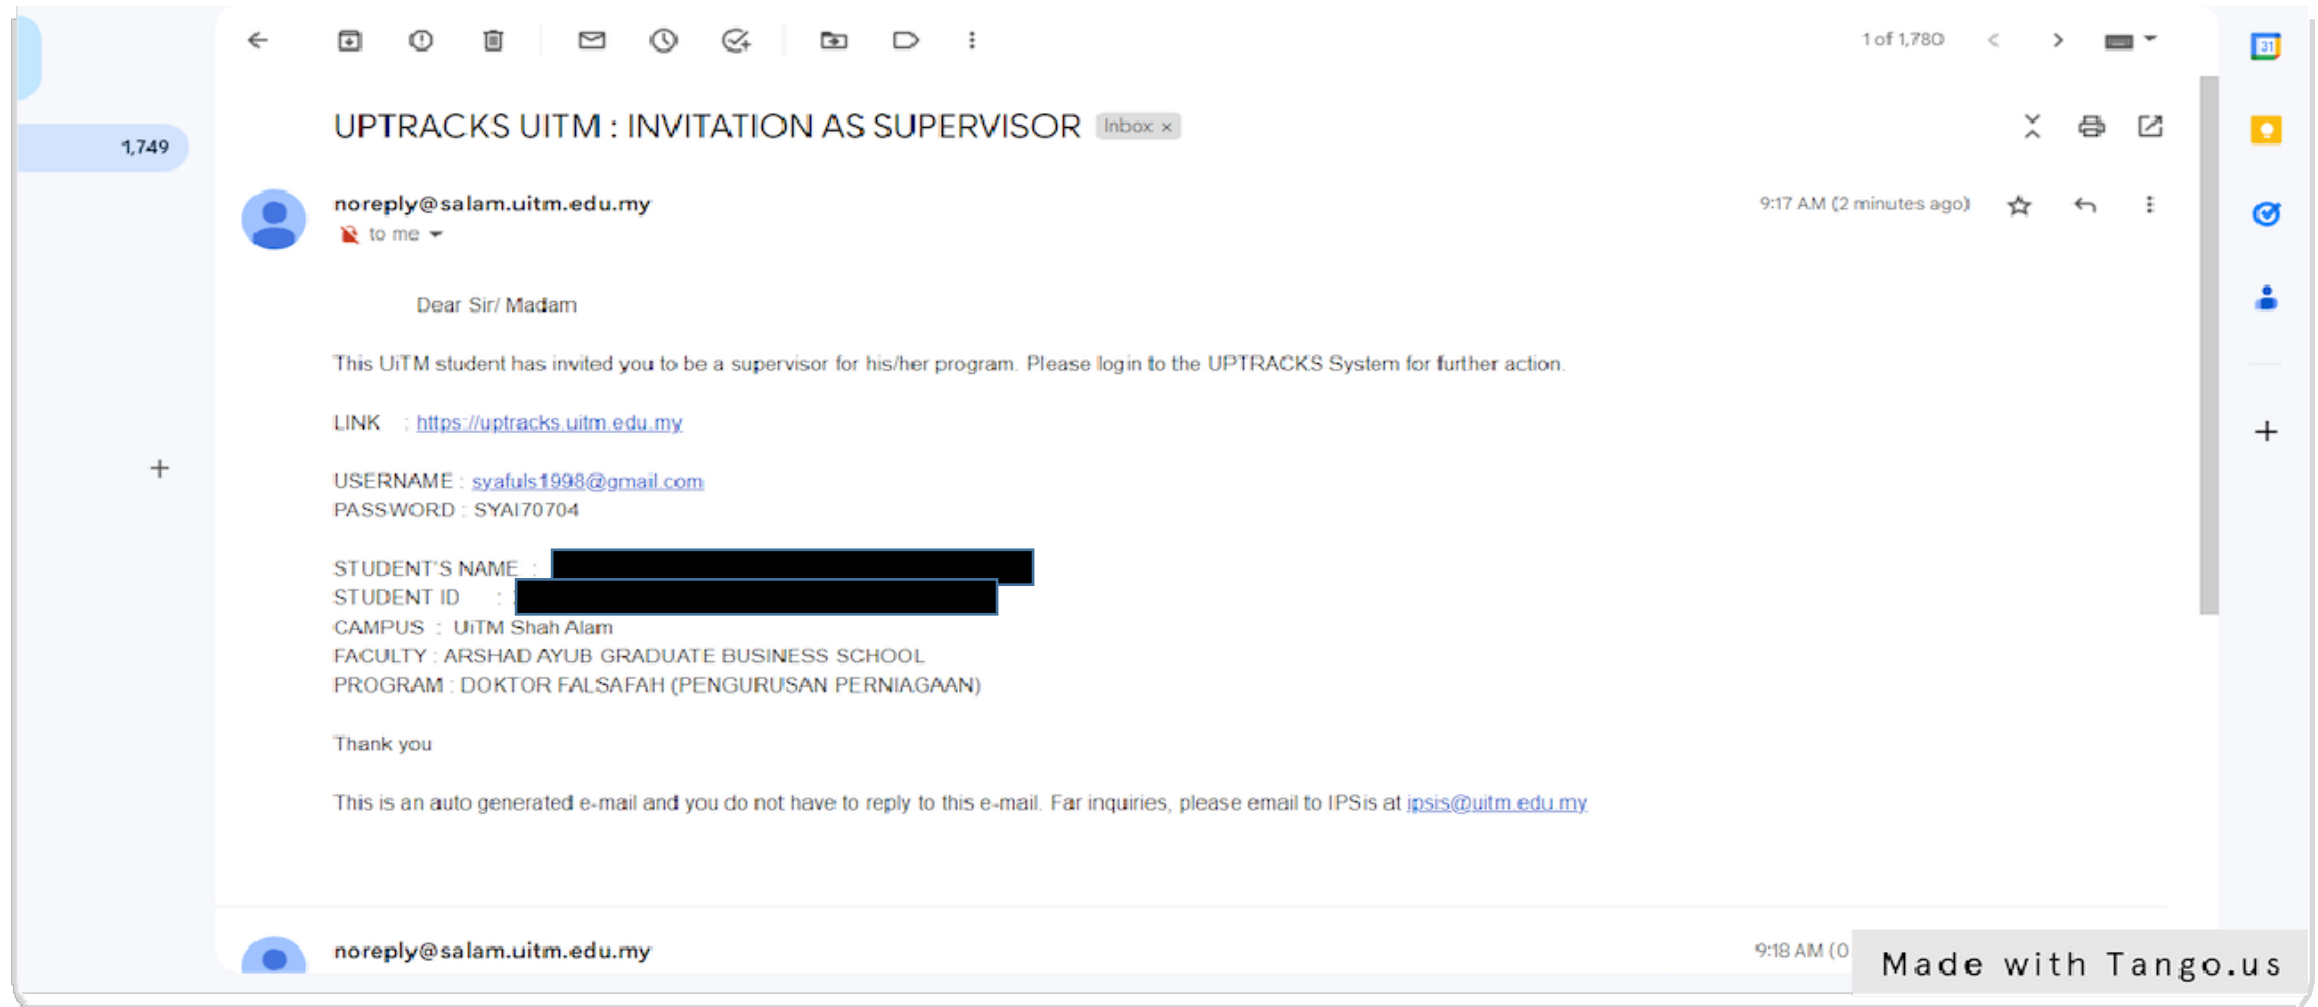 1 of 1,780
31
UPTRACKS UITM : INVITATION AS SUPERVISOR Inbox ×
1,749
noreply@salam.uitm.edu.my 9:17 AM (2 minutes ago)
to me
Dear Sir/ Madam
This UiTM student has invited you to be a supervisor for his/her program. Please login to the UPTRACKS System for further action.
LINK : https://uptracks.uitm.edu.my
USERNAME : syafuls1998@gmail.com
PASSWORD : SYAI70704
STUDENT'S NAME :
STUDENT ID :
CAMPUS : UiTM Shah Alam
FACULTY : ARSHAD AYUB GRADUATE BUSINESS SCHOOL
PROGRAM : DOKTOR FALSAFAH (PENGURUSAN PERNIAGAAN)
Thank you
This is an auto generated e-mail and you do not have to reply to this e-mail. Far inquiries, please email to IPSis at ipsis@uitm.edu.my
noreply@salam.uitm.edu.my 9:18 AM (0
Made with Tango.us